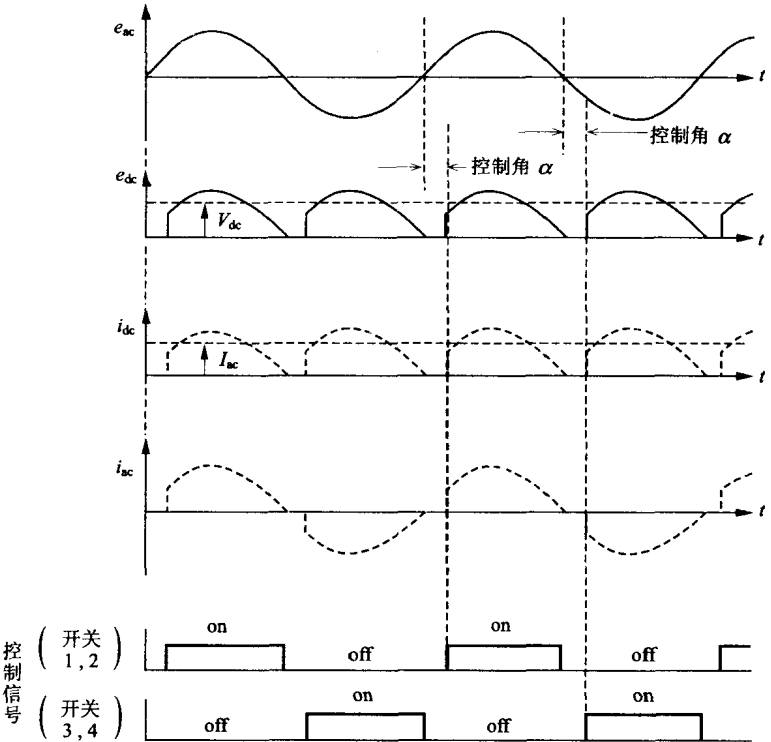 e_ac
t
控制角 α
控制角 α
e_dc
V_dc
t
i_dc
I_ac
t
i_ac
t
控制信号
(开关 1,2)
on
off
on
off
(开关 3,4)
off
on
off
on